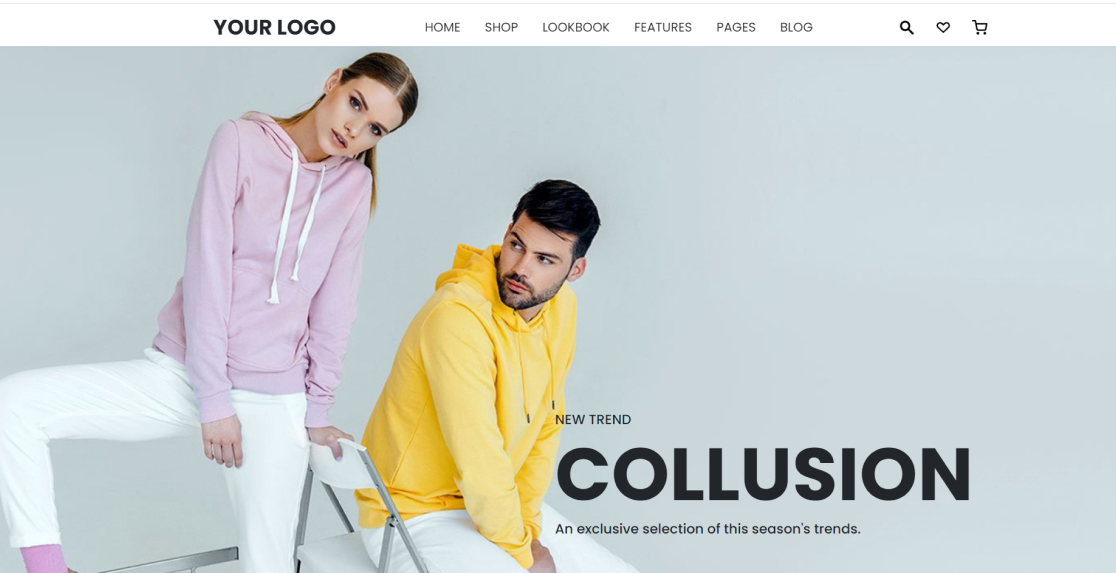 YOUR LOGO
HOME SHOP LOOKBOOK FEATURES PAGES BLOG
NEW TREND
COLLUSION
An exclusive selection of this season's trends.